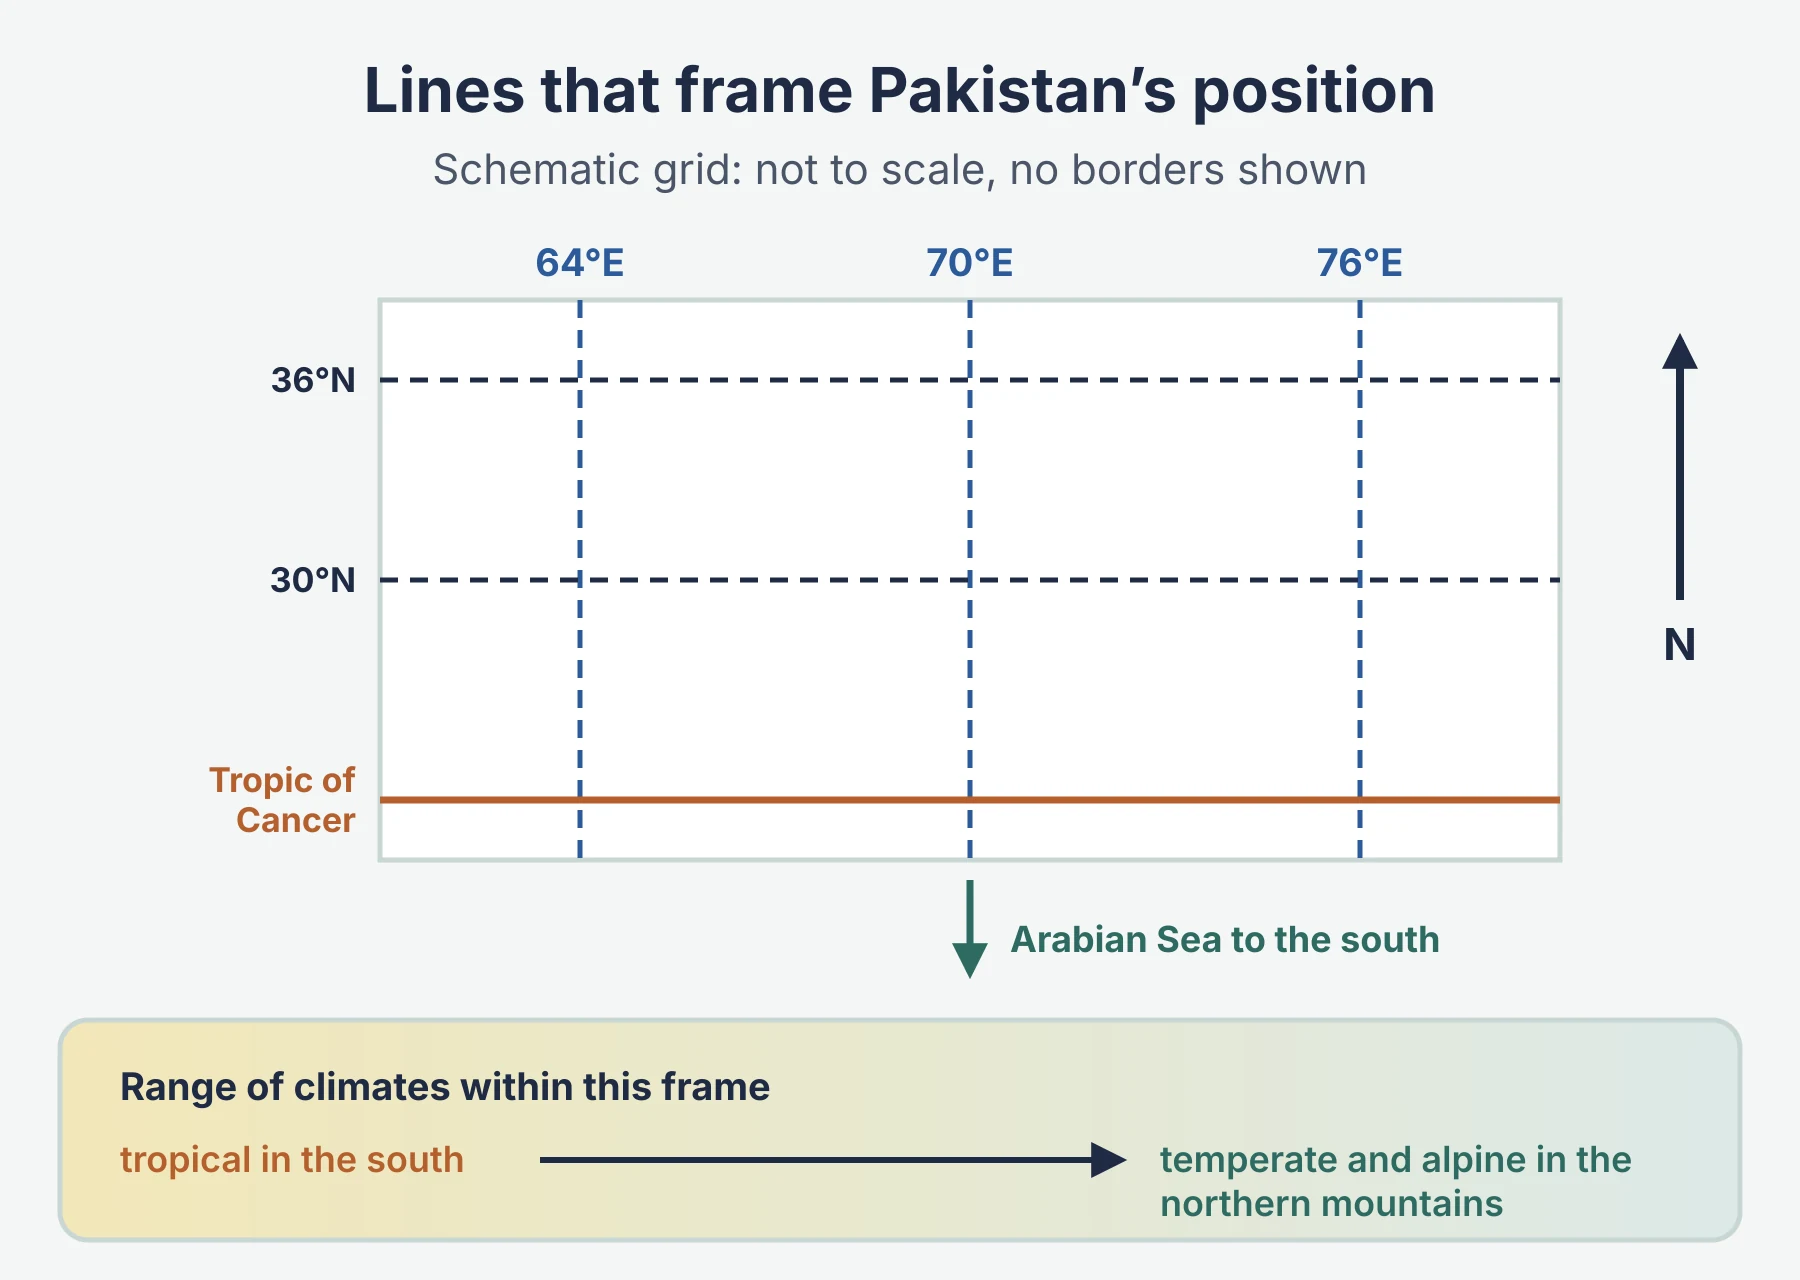 Lines that frame Pakistan’s position
Schematic grid: not to scale, no borders shown
64°E
70°E
76°E
36°N
30°N
N
Tropic of
Cancer
Arabian Sea to the south
Range of climates within this frame
tropical in the south
temperate and alpine in the
northern mountains